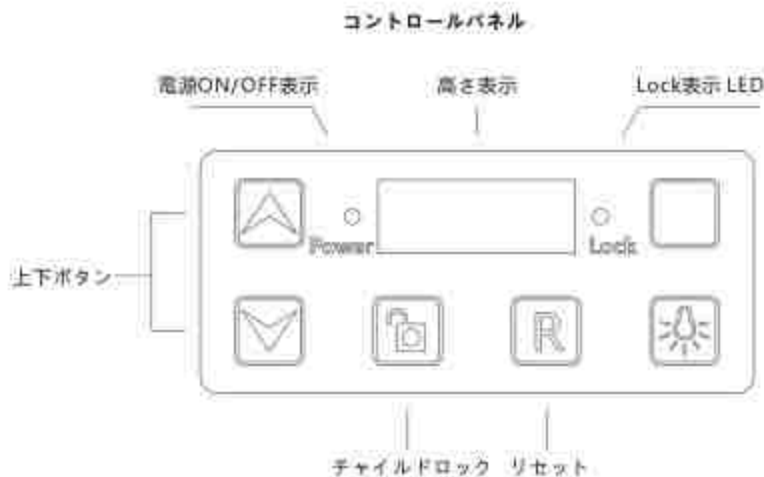 コントロールパネル
電源ON/OFF表示
高さ表示
Lock表示 LED
Power
Lock
上下ボタン
R
チャイルドロック
リセット